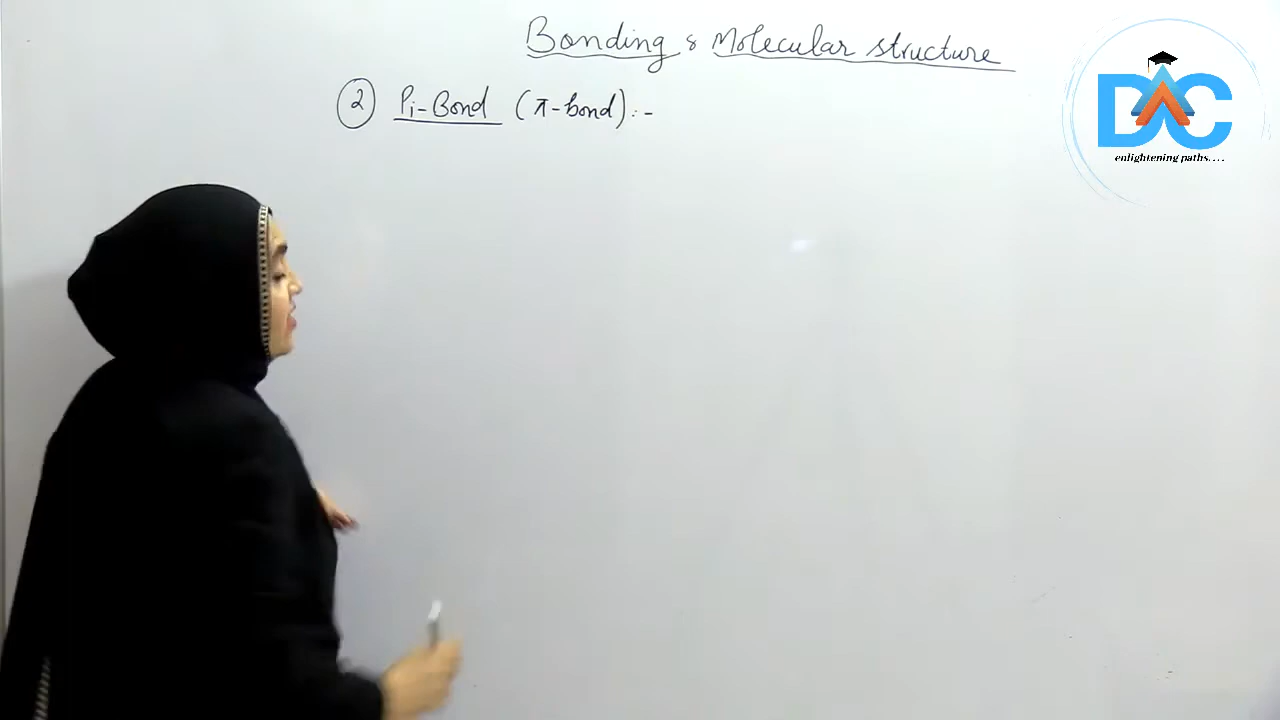 Bonding & Molecular structure
② Pi-Bond (π-bond):-
DAC
enlightening paths....